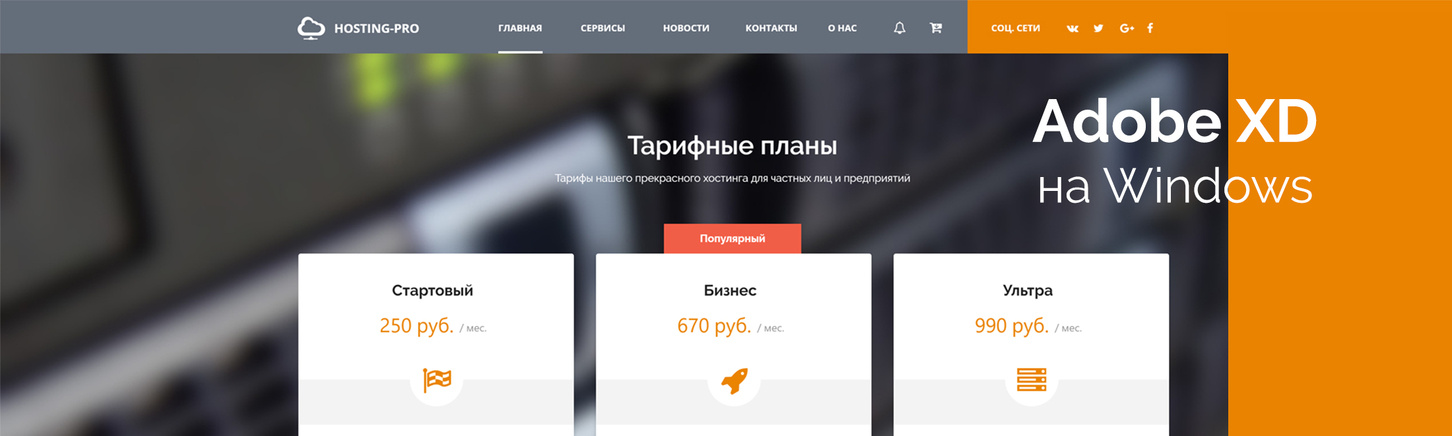 HOSTING-PRO ГЛАВНАЯ СЕРВИСЫ НОВОСТИ КОНТАКТЫ О НАС СОЦ. СЕТИ G+
Adobe XD
на Windows
Тарифные планы
Тарифы нашего прекрасного хостинга для частных лиц и предприятий
Популярный
Стартовый
250 руб. / мес.
Бизнес
670 руб. / мес.
Ультра
990 руб. / мес.